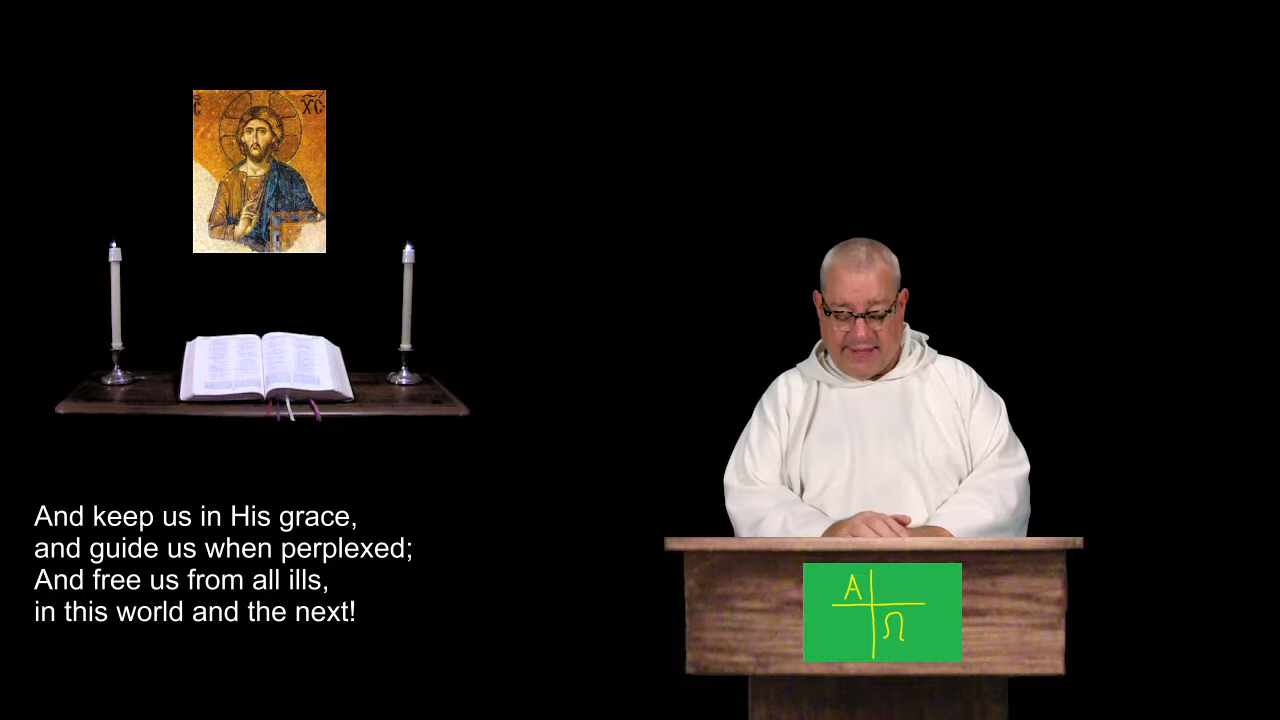 C XC
And keep us in His grace,
and guide us when perplexed;
And free us from all ills,
in this world and the next!
A
Ω